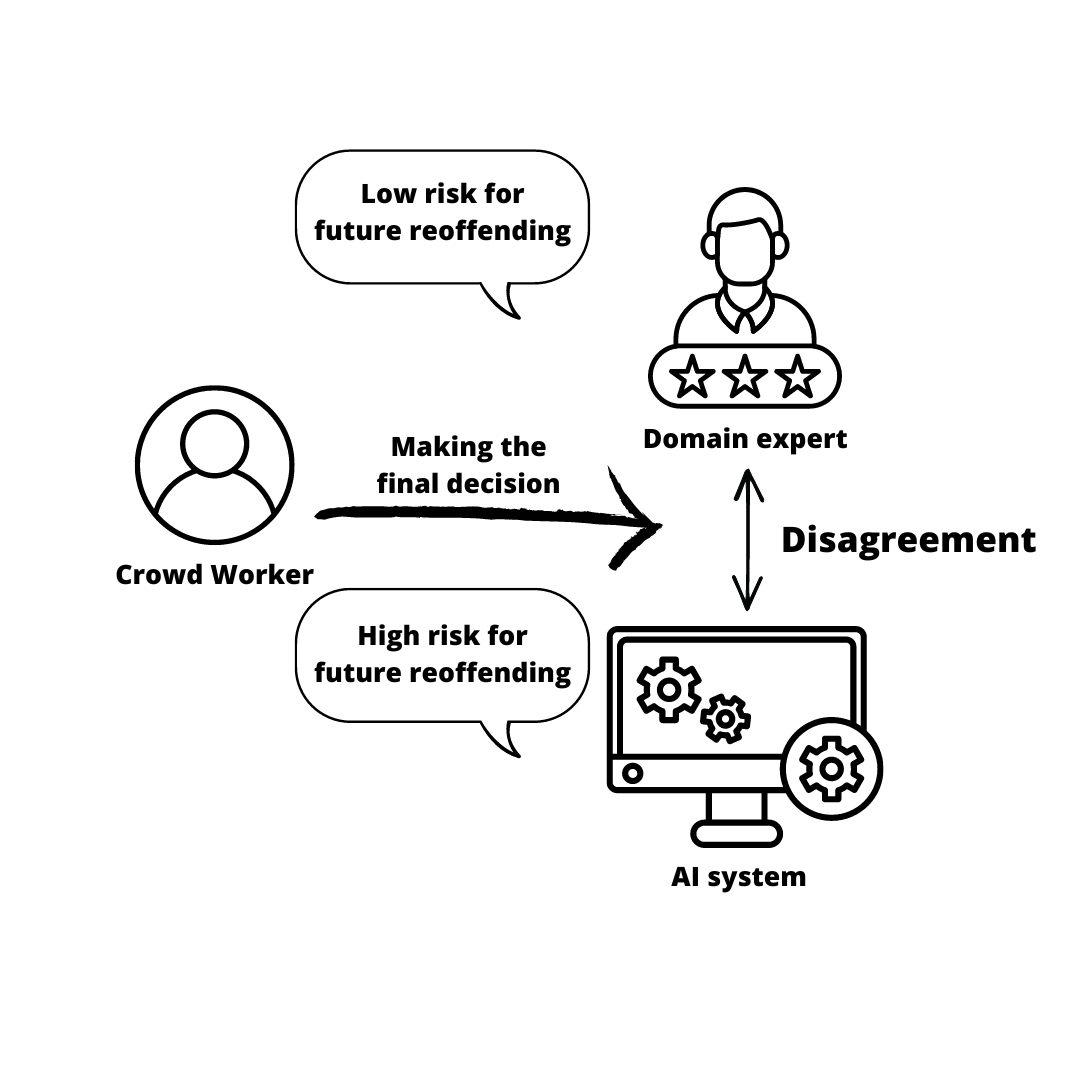 Low risk for
future reoffending
Domain expert
Making the
final decision
Disagreement
Crowd Worker
High risk for
future reoffending
AI system